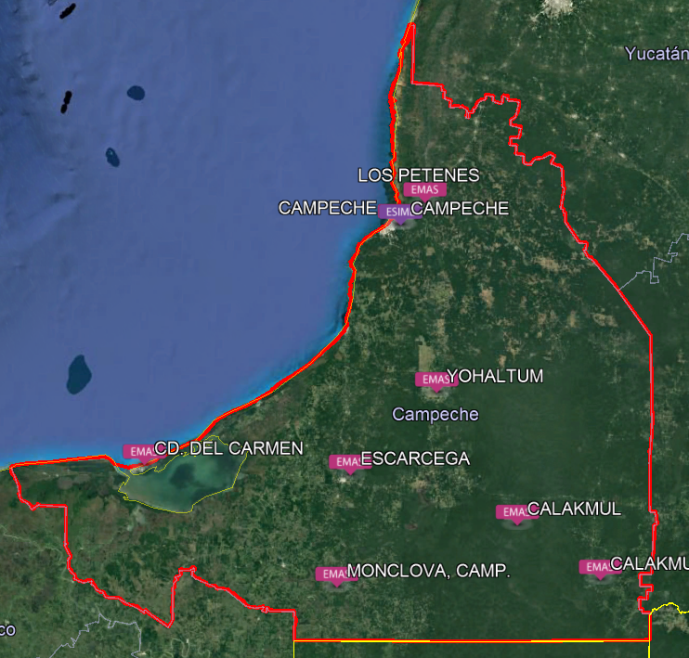 Yucatán
LOS PETENES
EMAS
CAMPECHE
ESIM
CAMPECHE
EMAS
YOHALTUM
Campeche
EMAS
CD. DEL CARMEN
EMAS
ESCARCEGA
EMAS
CALAKMUL
EMAS
MONCLOVA, CAMP.
EMAS
CALAKMU
co